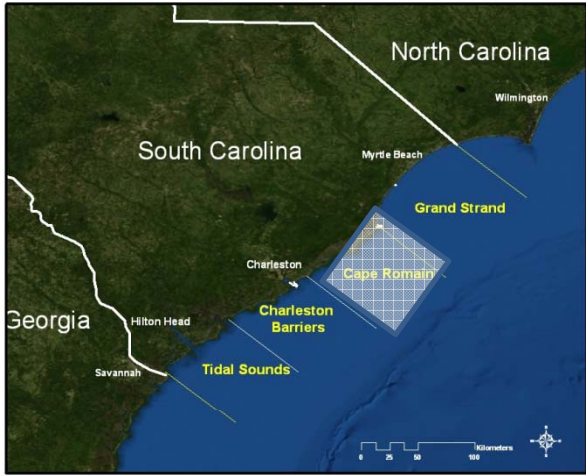 North Carolina
Wilmington
South Carolina
Myrtle Beach
Grand Strand
Charleston
Cape Romain
Charleston
Barriers
Georgia
Hilton Head
Savannah
Tidal Sounds
Kilometers
0 25 50 100